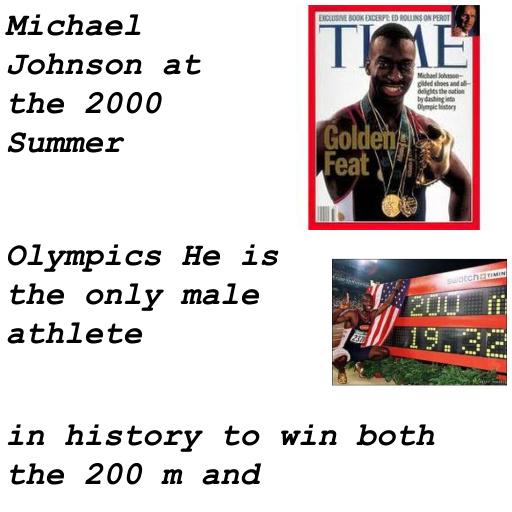 Michael
Johnson at
the 2000
Summer
EXCLUSIVE BOOK EXCERPT: ED ROLLINS ON PEROT
TIME
Michael Johnson—
gilded shoes and all—
delights the nation
by dashing into
Olympic history
Golden
Feat
Olympics He is
the only male
athlete
swatch TIMIN
200 m
19.32
in history to win both
the 200 m and